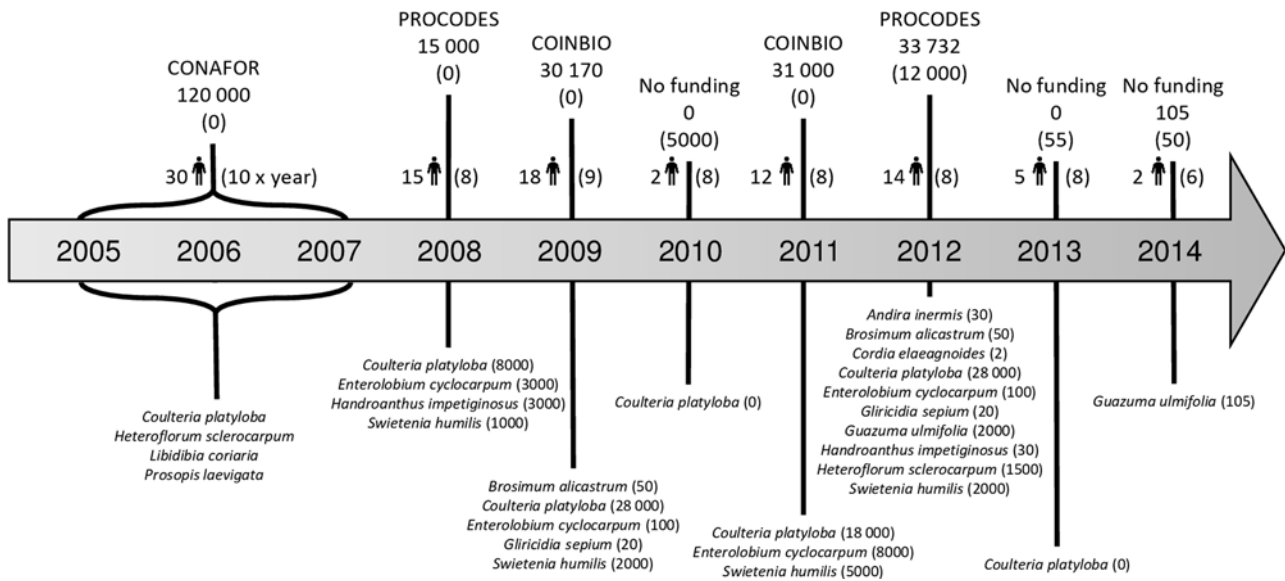 CONAFOR
120 000
(0)
30 (10 x year)
PROCODES
15 000
(0)
15 (8)
COINBIO
30 170
(0)
18 (9)
No funding
0
(5000)
2 (8)
COINBIO
31 000
(0)
12 (8)
PROCODES
33 732
(12 000)
14 (8)
No funding
0
(55)
5 (8)
No funding
105
(50)
2 (6)
2005 2006 2007 2008 2009 2010 2011 2012 2013 2014
Coulteria platyloba
Heteroflorum sclerocarpum
Libidibia coriaria
Prosopis laevigata
Coulteria platyloba (8000)
Enterolobium cyclocarpum (3000)
Handroanthus impetiginosus (3000)
Swietenia humilis (1000)
Brosimum alicastrum (50)
Coulteria platyloba (28 000)
Enterolobium cyclocarpum (100)
Gliricidia sepium (20)
Swietenia humilis (2000)
Coulteria platyloba (0)
Coulteria platyloba (18 000)
Enterolobium cyclocarpum (8000)
Swietenia humilis (5000)
Andira inermis (30)
Brosimum alicastrum (50)
Cordia elaeagnoides (2)
Coulteria platyloba (28 000)
Enterolobium cyclocarpum (100)
Gliricidia sepium (20)
Guazuma ulmifolia (2000)
Handroanthus impetiginosus (30)
Heteroflorum sclerocarpum (1500)
Swietenia humilis (2000)
Coulteria platyloba (0)
Guazuma ulmifolia (105)